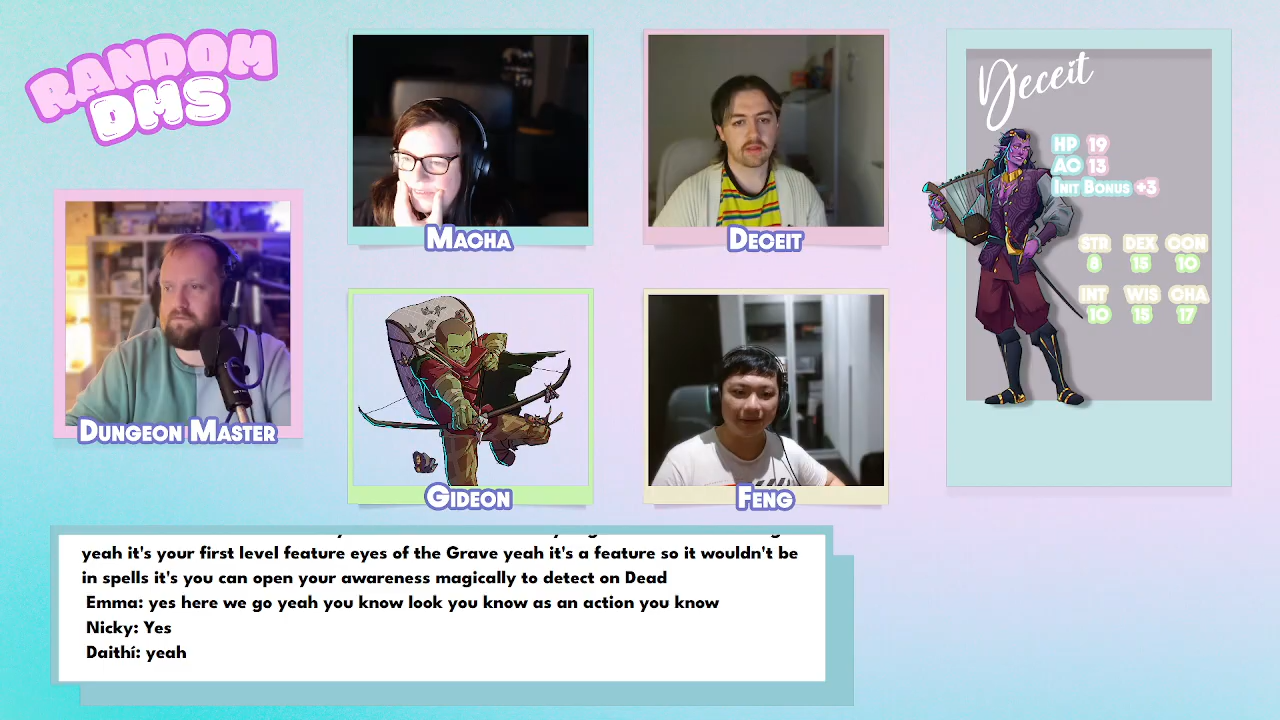 RANDOM
DMS
Dungeon Master
Macha
Deceit
Gideon
Feng
Deceit
HP 19
AO 13
Init Bonus +3
STR DEX CON
8 15 10
INT WIS CHA
10 15 17
yeah it's your first level feature eyes of the Grave yeah it's a feature so it wouldn't be
in spells it's you can open your awareness magically to detect on Dead
Emma: yes here we go yeah you know look you know as an action you know
Nicky: Yes
Daithí: yeah